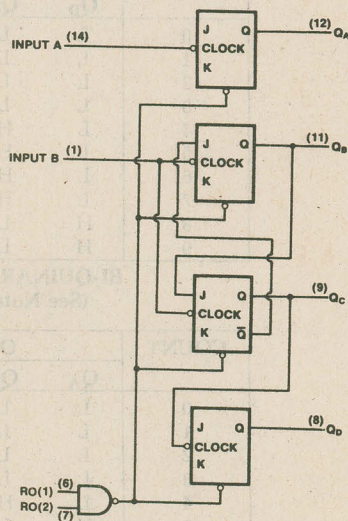 (12)
J Q QA
INPUT A (14) CLOCK
K
(11)
J Q QB
INPUT B (1) CLOCK
K
(9)
J Q QC
CLOCK
Q̅
K
(8)
J Q QD
CLOCK
K
RO(1) (6)
RO(2) (7)